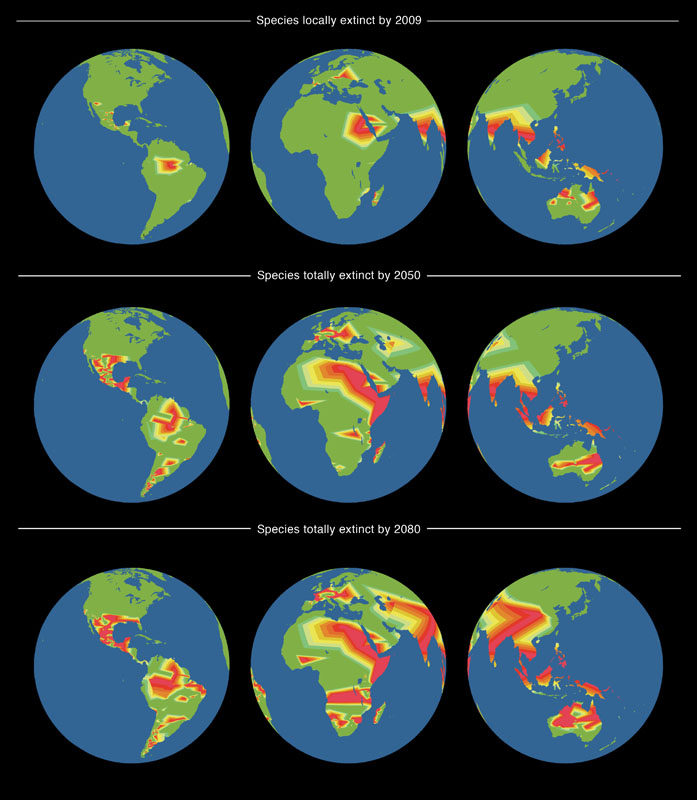 Species locally extinct by 2009
Species totally extinct by 2050
Species totally extinct by 2080